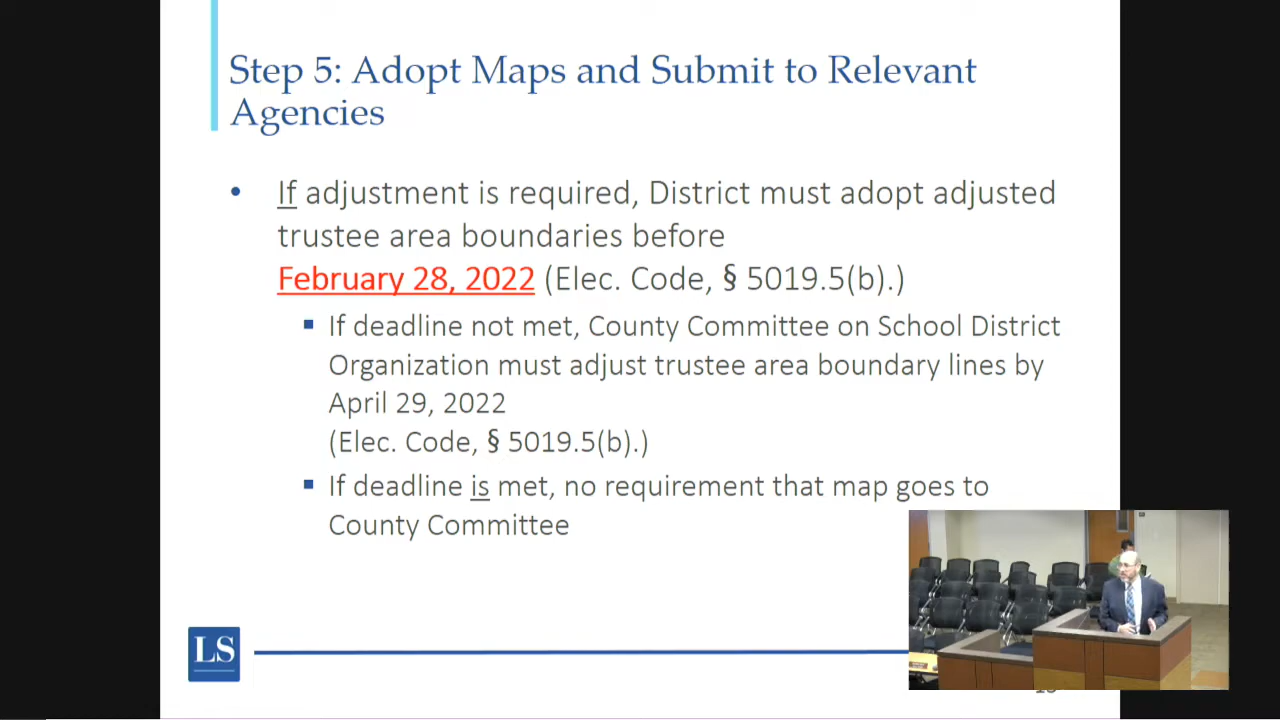 Step 5: Adopt Maps and Submit to Relevant
Agencies
• If adjustment is required, District must adopt adjusted
trustee area boundaries before
February 28, 2022 (Elec. Code, § 5019.5(b).)
▪ If deadline not met, County Committee on School District
Organization must adjust trustee area boundary lines by
April 29, 2022
(Elec. Code, § 5019.5(b).)
▪ If deadline is met, no requirement that map goes to
County Committee
LS